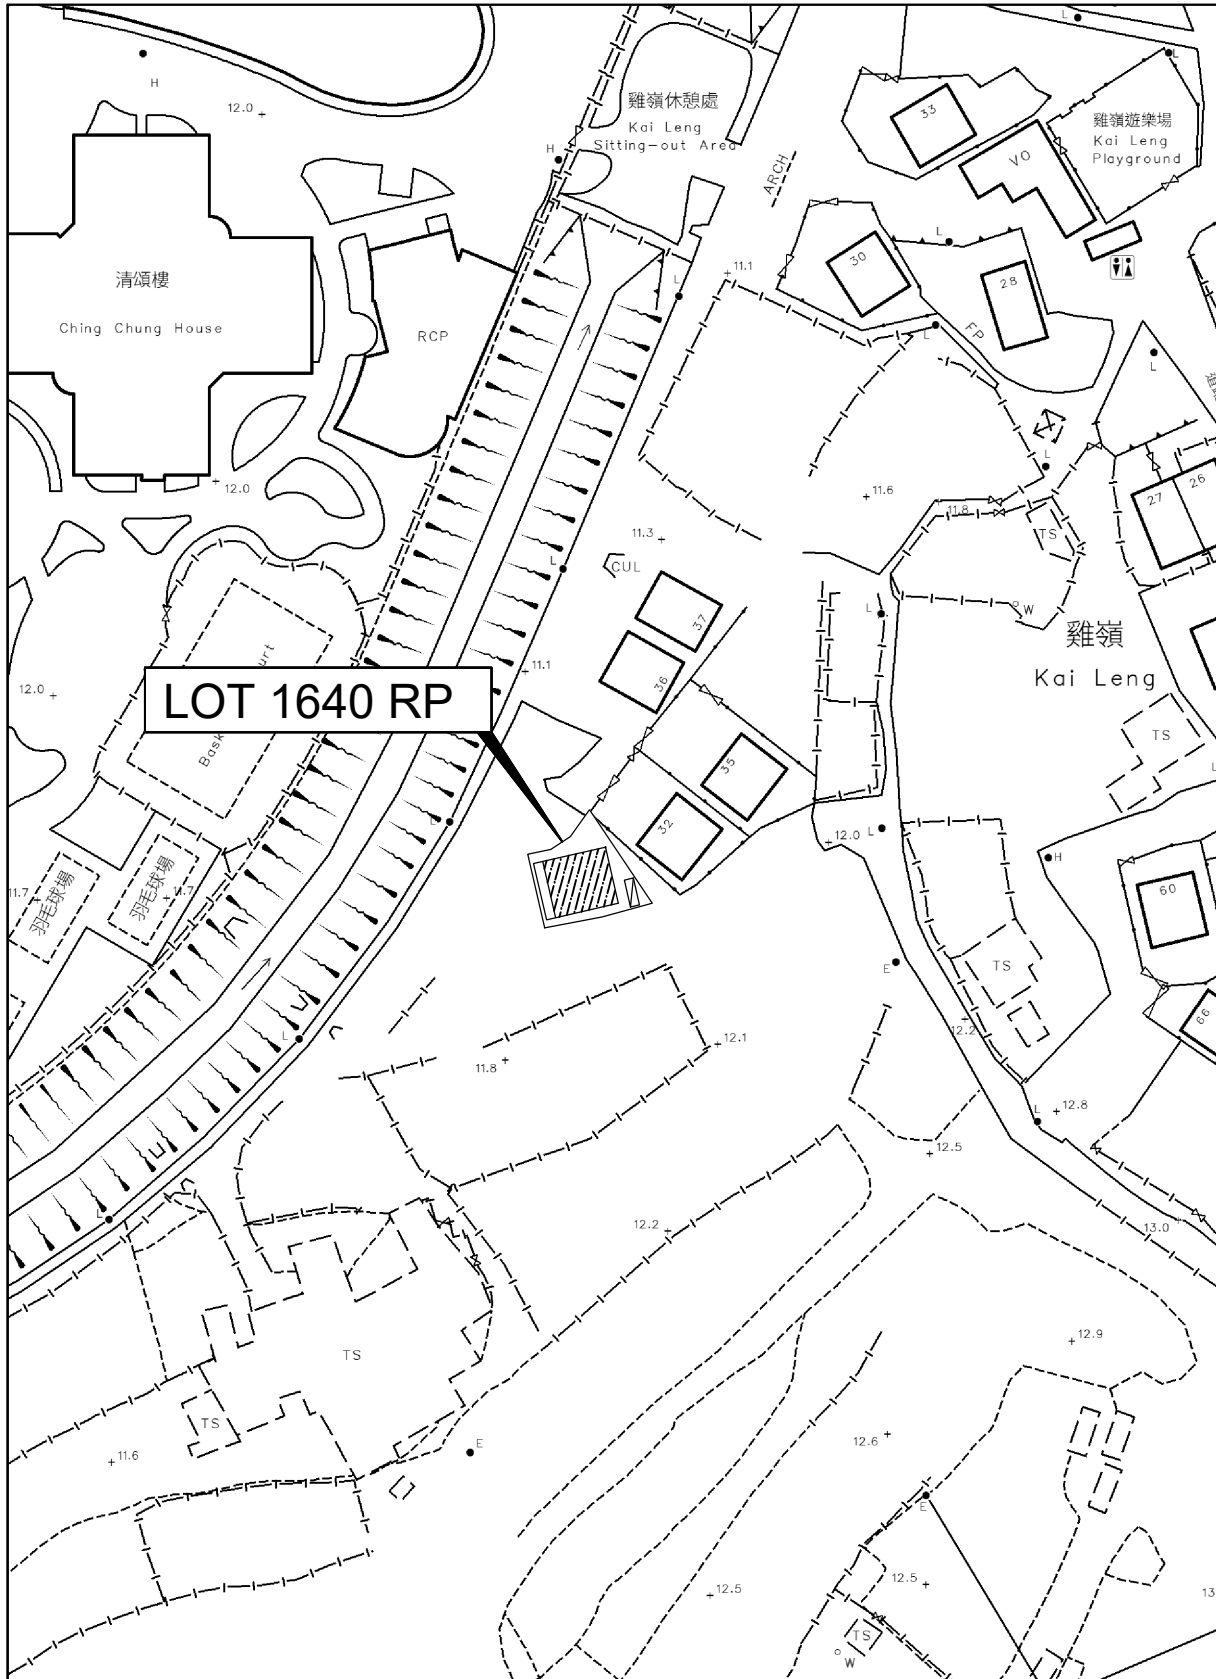 H
12.0
雞嶺休憩處
Kai Leng
Sitting-out Area
H
ARCH
L
L
33
雞嶺遊樂場
Kai Leng
Playground
VO
清頌樓
Ching Chung House
RCP
L
11.1
30
L
28
L
FP
L
L
12.0
11.6
11.8
27
26
TS
11.3
L
CUL
37
36
L
W
雞嶺
Kai Leng
12.0
11.1
LOT 1640 RP
TS
L
35
32
L
12.0
L
H
60
11.7
羽毛球場
羽毛球場
11.7
E
TS
66
L
12.2
12.1
11.8
L
12.8
12.5
L
12.2
13.0
TS
12.9
TS
11.6
E
12.6
E
12.5
12.5
13
TS
W